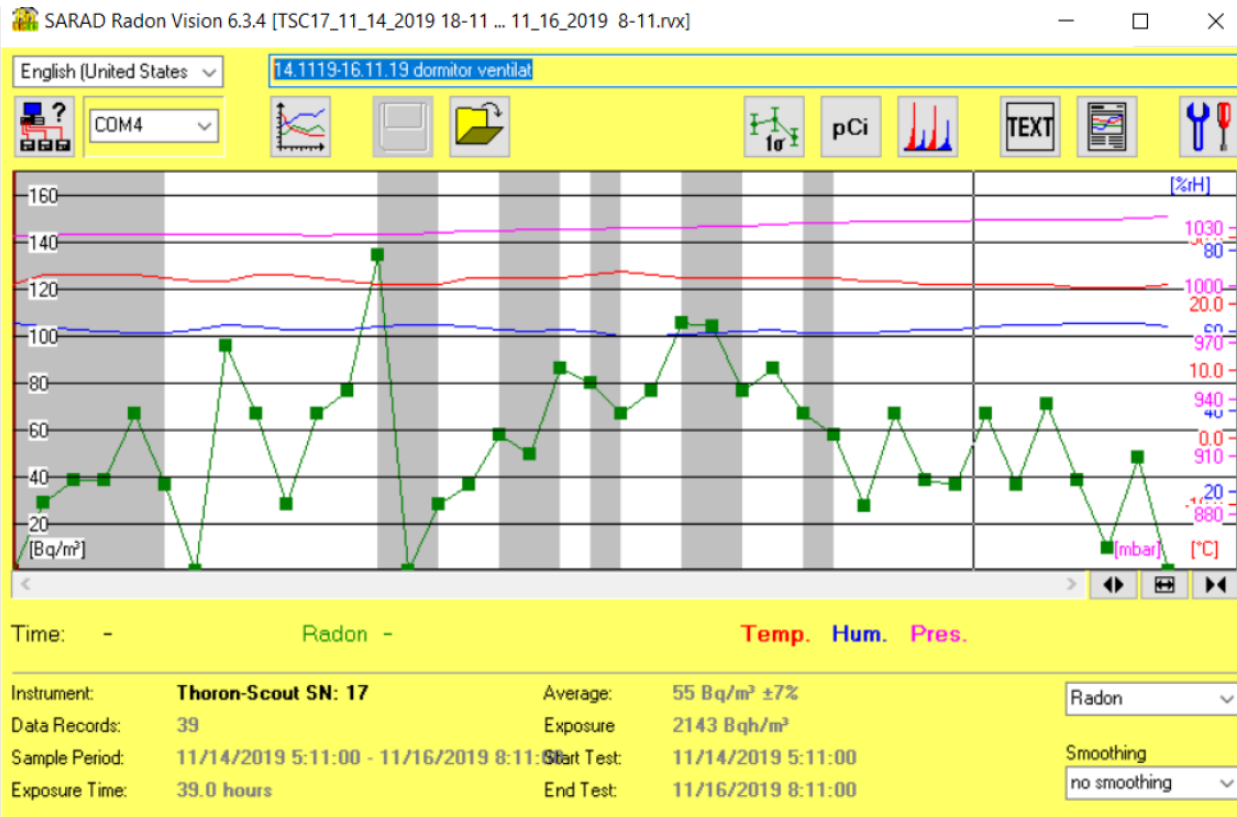 SARAD Radon Vision 6.3.4 [TSC17_11_14_2019 18-11 ... 11_16_2019 8-11.rvx]
English (United States
14.1119-16.11.19 dormitor ventilat
?
COM4
1σ
pCi
TEXT
160
[%rH]
1030
140
80
120
1000
20.0
100
970
80
10.0
940
40
60
0.0
910
40
20
880
20
[Bq/m³]
[mbar]
[°C]
Time: -
Radon -
Temp. Hum. Pres.
Instrument: Thoron-Scout SN: 17
Average: 55 Bq/m³ ±7%
Radon
Data Records: 39
Exposure 2143 Bqh/m³
Sample Period: 11/14/2019 5:11:00 - 11/16/2019 8:11:
Start Test: 11/14/2019 5:11:00
Smoothing
Exposure Time: 39.0 hours
End Test: 11/16/2019 8:11:00
no smoothing